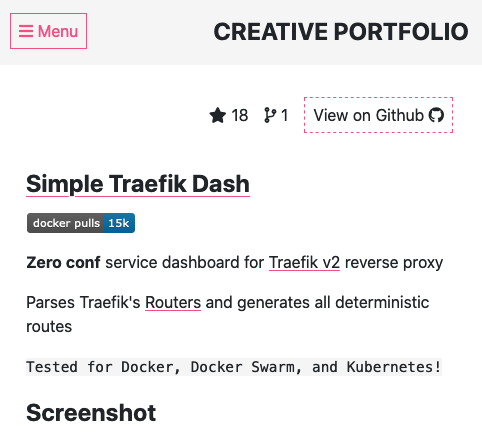 Menu
CREATIVE PORTFOLIO
18 1 View on Github
Simple Traefik Dash
docker pulls 15k
Zero conf service dashboard for Traefik v2 reverse proxy
Parses Traefik's Routers and generates all deterministic
routes
Tested for Docker, Docker Swarm, and Kubernetes!
Screenshot